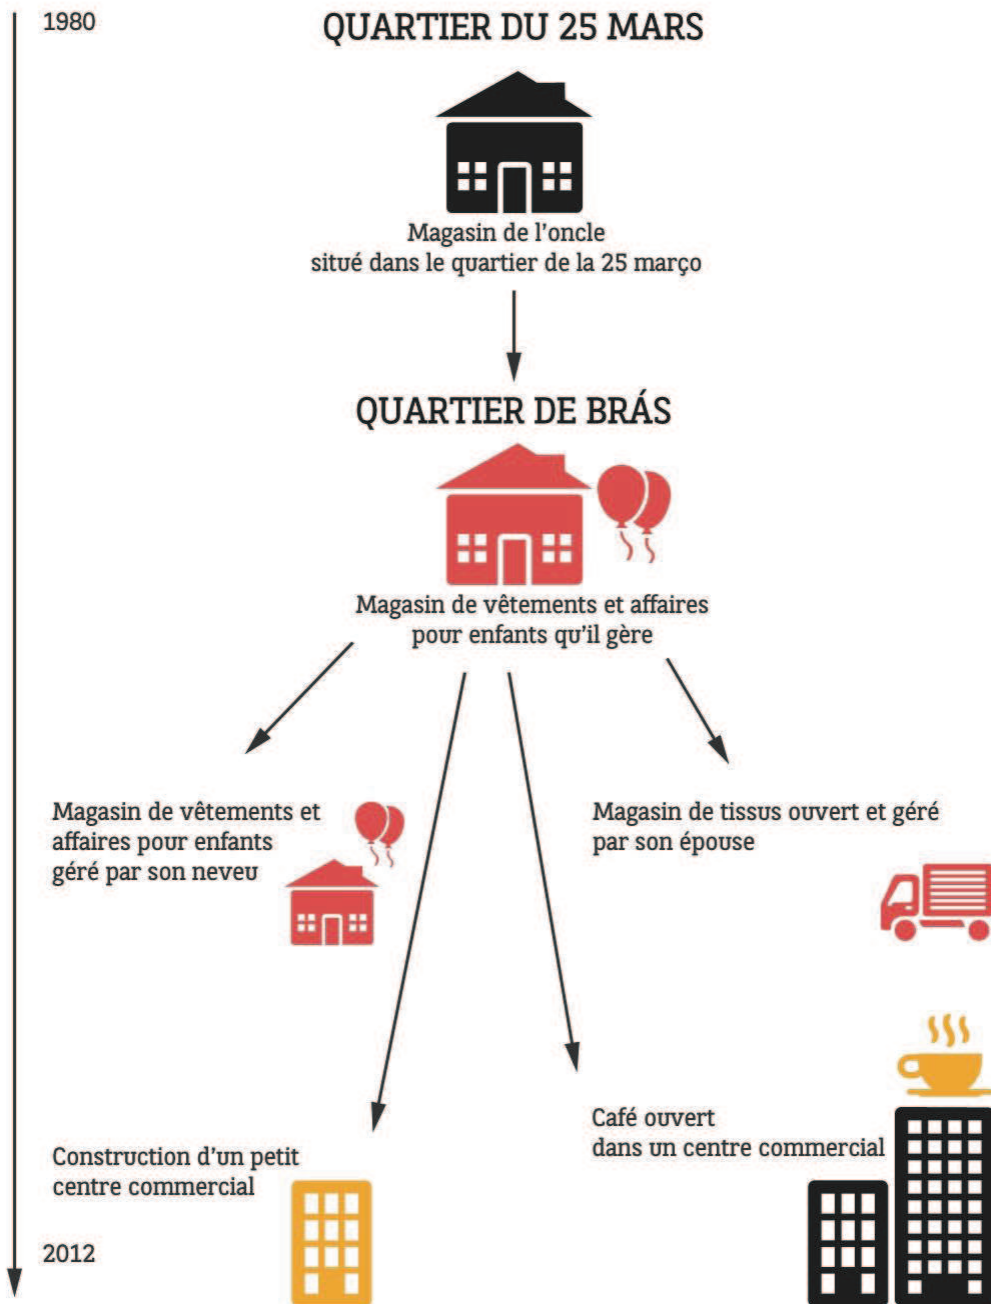 1980
QUARTIER DU 25 MARS
Magasin de l'oncle
situé dans le quartier de la 25 março
QUARTIER DE BRÁS
Magasin de vêtements et affaires
pour enfants qu'il gère
Magasin de vêtements et
affaires pour enfants
géré par son neveu
Magasin de tissus ouvert et géré
par son épouse
Café ouvert
dans un centre commercial
Construction d'un petit
centre commercial
2012